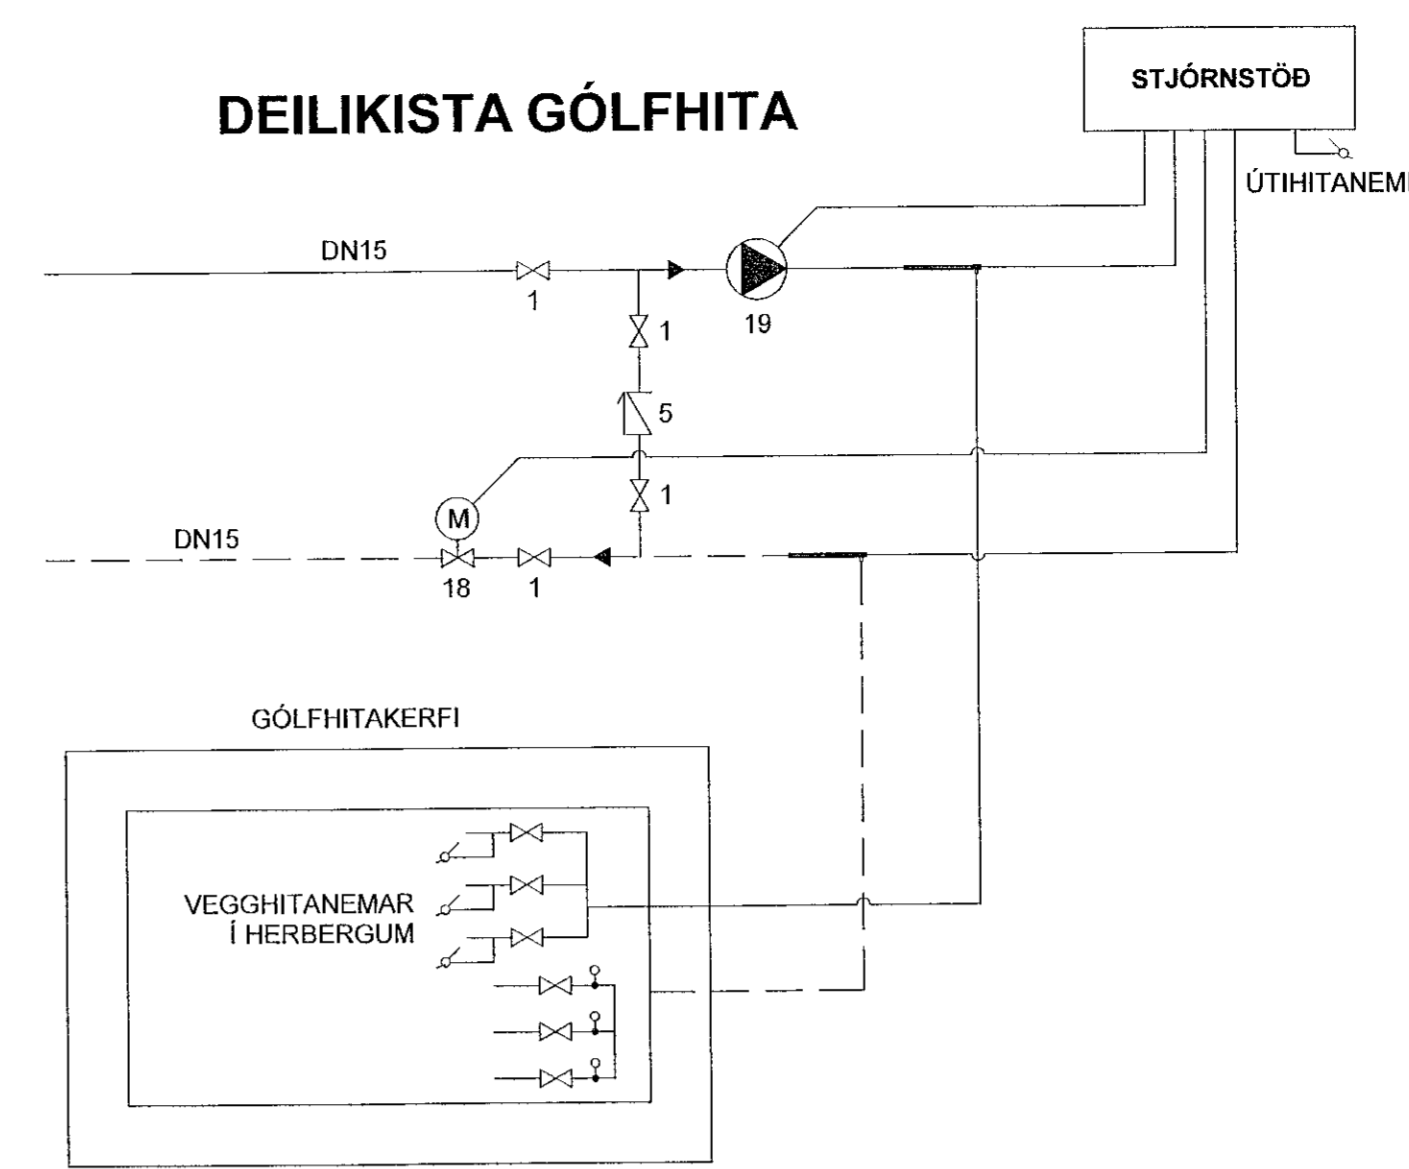 STJÓRNSTÖÐ
DEILIKISTA GÓLFHITA
ÚTIHITANEMI
DN15
1
19
1
5
1
M
DN15
18
1
GÓLFHITAKERFI
VEGGHITANEMAR
Í HERBERGUM